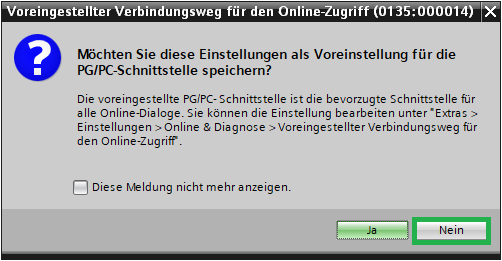 Voreingestellter Verbindungsweg für den Online-Zugriff (0135:000014)
Möchten Sie diese Einstellungen als Voreinstellung für die
PG/PC-Schnittstelle speichern?
Die voreingestellte PG/PC- Schnittstelle ist die bevorzugte Schnittstelle für
alle Online-Dialoge. Sie können die Einstellung bearbeiten unter "Extras >
Einstellungen > Online & Diagnose > Voreingestellter Verbindungsweg für
den Online-Zugriff".
Diese Meldung nicht mehr anzeigen.
Ja
Nein